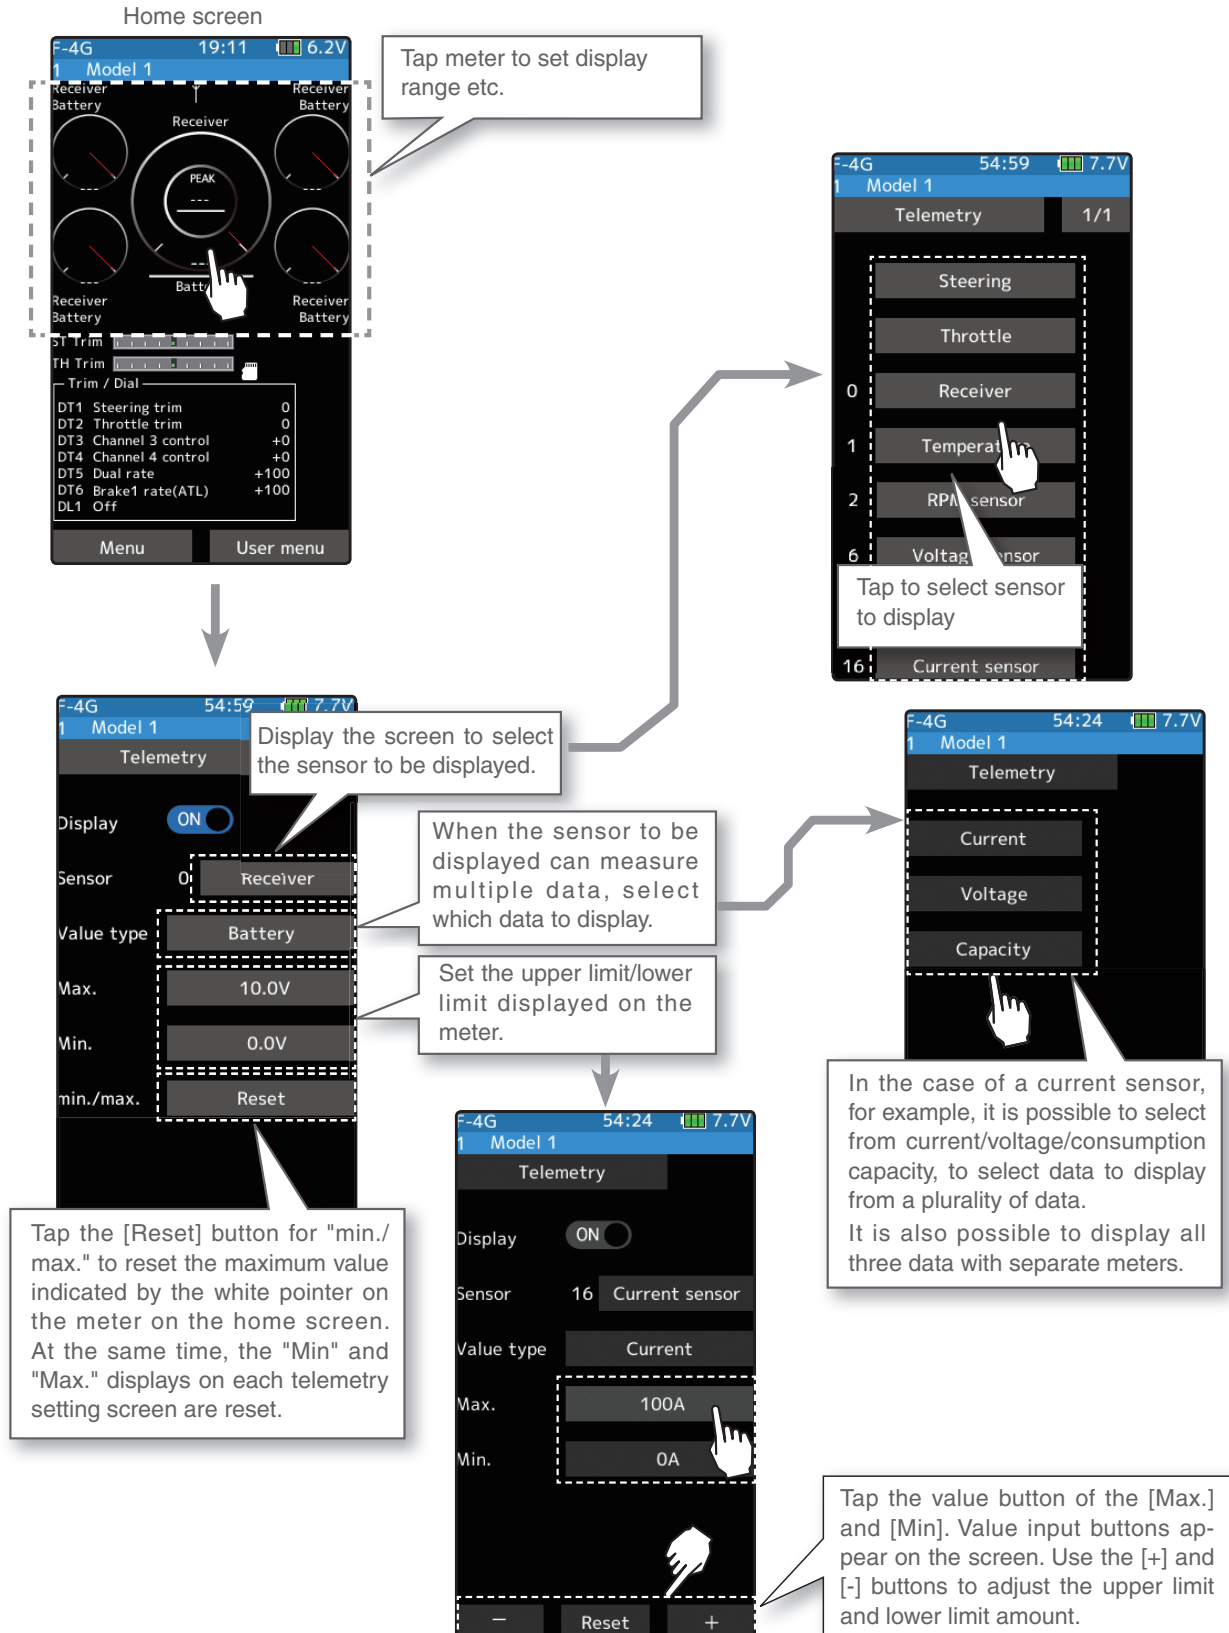 Home screen
F-4G 19:11 6.2V
1 Model 1
Receiver
Battery
Receiver
Battery
Receiver
PEAK
---
---
---
---
---
---
Battery
Receiver
Battery
Receiver
Battery
ST Trim
TH Trim
Trim / Dial
DT1 Steering trim 0
DT2 Throttle trim 0
DT3 Channel 3 control +0
DT4 Channel 4 control +0
DT5 Dual rate +100
DT6 Brake1 rate(ATL) +100
DL1 Off
Menu User menu
Tap meter to set display
range etc.
F-4G 54:59 7.7V
1 Model 1
Telemetry 1/1
Steering
Throttle
0 Receiver
1 Temperature
2 RPM sensor
6 Voltage sensor
Tap to select sensor
to display
16 Current sensor
F-4G 54:59 7.7V
1 Model 1
Telemetry
Display ON
Sensor 0 Receiver
Value type Battery
Max. 10.0V
Min. 0.0V
min./max. Reset
Display the screen to select
the sensor to be displayed.
When the sensor to be
displayed can measure
multiple data, select
which data to display.
Set the upper limit/lower
limit displayed on the
meter.
Tap the [Reset] button for "min./
max." to reset the maximum value
indicated by the white pointer on
the meter on the home screen.
At the same time, the "Min" and
"Max." displays on each telemetry
setting screen are reset.
F-4G 54:24 7.7V
1 Model 1
Telemetry
Current
Voltage
Capacity
In the case of a current sensor,
for example, it is possible to select
from current/voltage/consumption
capacity, to select data to display
from a plurality of data.
It is also possible to display all
three data with separate meters.
F-4G 54:24 7.7V
1 Model 1
Telemetry
Display ON
Sensor 16 Current sensor
Value type Current
Max. 100A
Min. 0A
− Reset +
Tap the value button of the [Max.]
and [Min]. Value input buttons ap-
pear on the screen. Use the [+] and
[-] buttons to adjust the upper limit
and lower limit amount.